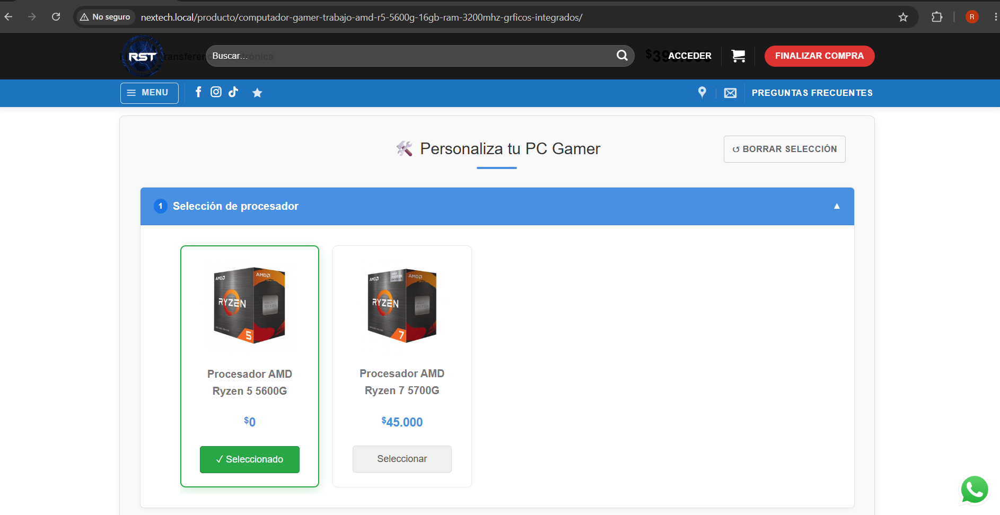 No seguro
nextech.local/producto/computador-gamer-trabajo-amd-r5-5600g-16gb-ram-3200mhz-grficos-integrados/
R
RST
Buscar...
ACCEDER
FINALIZAR COMPRA
MENU
PREGUNTAS FRECUENTES
Personaliza tu PC Gamer
↺ BORRAR SELECCIÓN
1 Selección de procesador ▲
AMD
AMD
RYZEN
5
AMD
AMD
RYZEN
7
Procesador AMD
Ryzen 5 5600G
Procesador AMD
Ryzen 7 5700G
$0
$45.000
✓ Seleccionado
Seleccionar